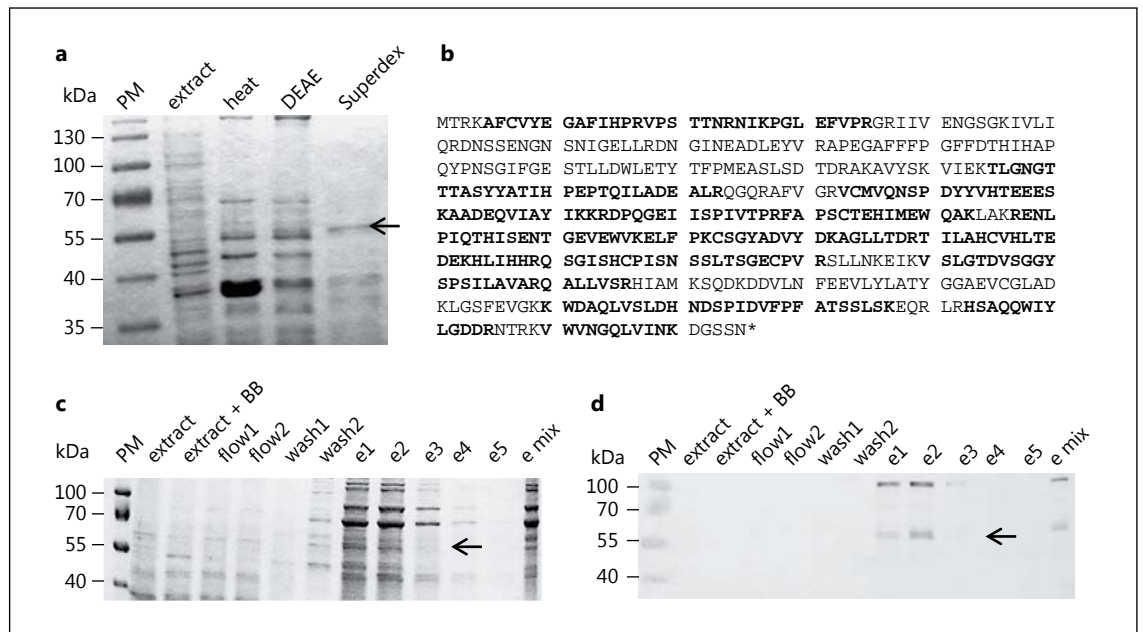 a
kDa
PM
extract
heat
DEAE
Superdex
130
100
70
55
40
35
b
MTRKAFCVYE GAFIHPRVPS TTNRNIKPGL EFVPRGRIIV ENGSGKIVLI
QRDNSSENGN SNIGELLRDN GINEADLEYV RAPEGAFFFP GFFDTHIHAP
QYPNSGIFGE STLLDWLETY TFPMEASLSD TDRAKAVYSK VIEKTLGNGT
TTASYYATIH PEPTQILADE ALRQGQRAFV GRVCMVQNSP DYYVHTEEES
KAADEQVIAY IKKRDPQGEI ISPIVTPRFA PSCTEHIMEW QAKLAKRENL
PIQTHISENT GEVEWVKELF PKCSGYADVY DKAGLLTDRT ILAHCVHLTE
DEKHLIHHRQ SGISHCPISN SSLTSGECPV RSLLNKEIKV SLGTDVSGGY
SPSILAVARQ ALLVSRHIAM KSQDKDDVLN FEEVLYLATY GGAEVCGLAD
KLGSFEVGKK WDAQLVSLDH NDSPIDVFPF ATSSLSKEQR LRHSAQQWIY
LGDDRNTRKV WVNGQLVINK DGSSN*
c
kDa
PM
extract
extract + BB
flow1
flow2
wash1
wash2
e1
e2
e3
e4
e5
e mix
100
70
55
40
d
kDa
PM
extract
extract + BB
flow1
flow2
wash1
wash2
e1
e2
e3
e4
e5
e mix
100
70
55
40